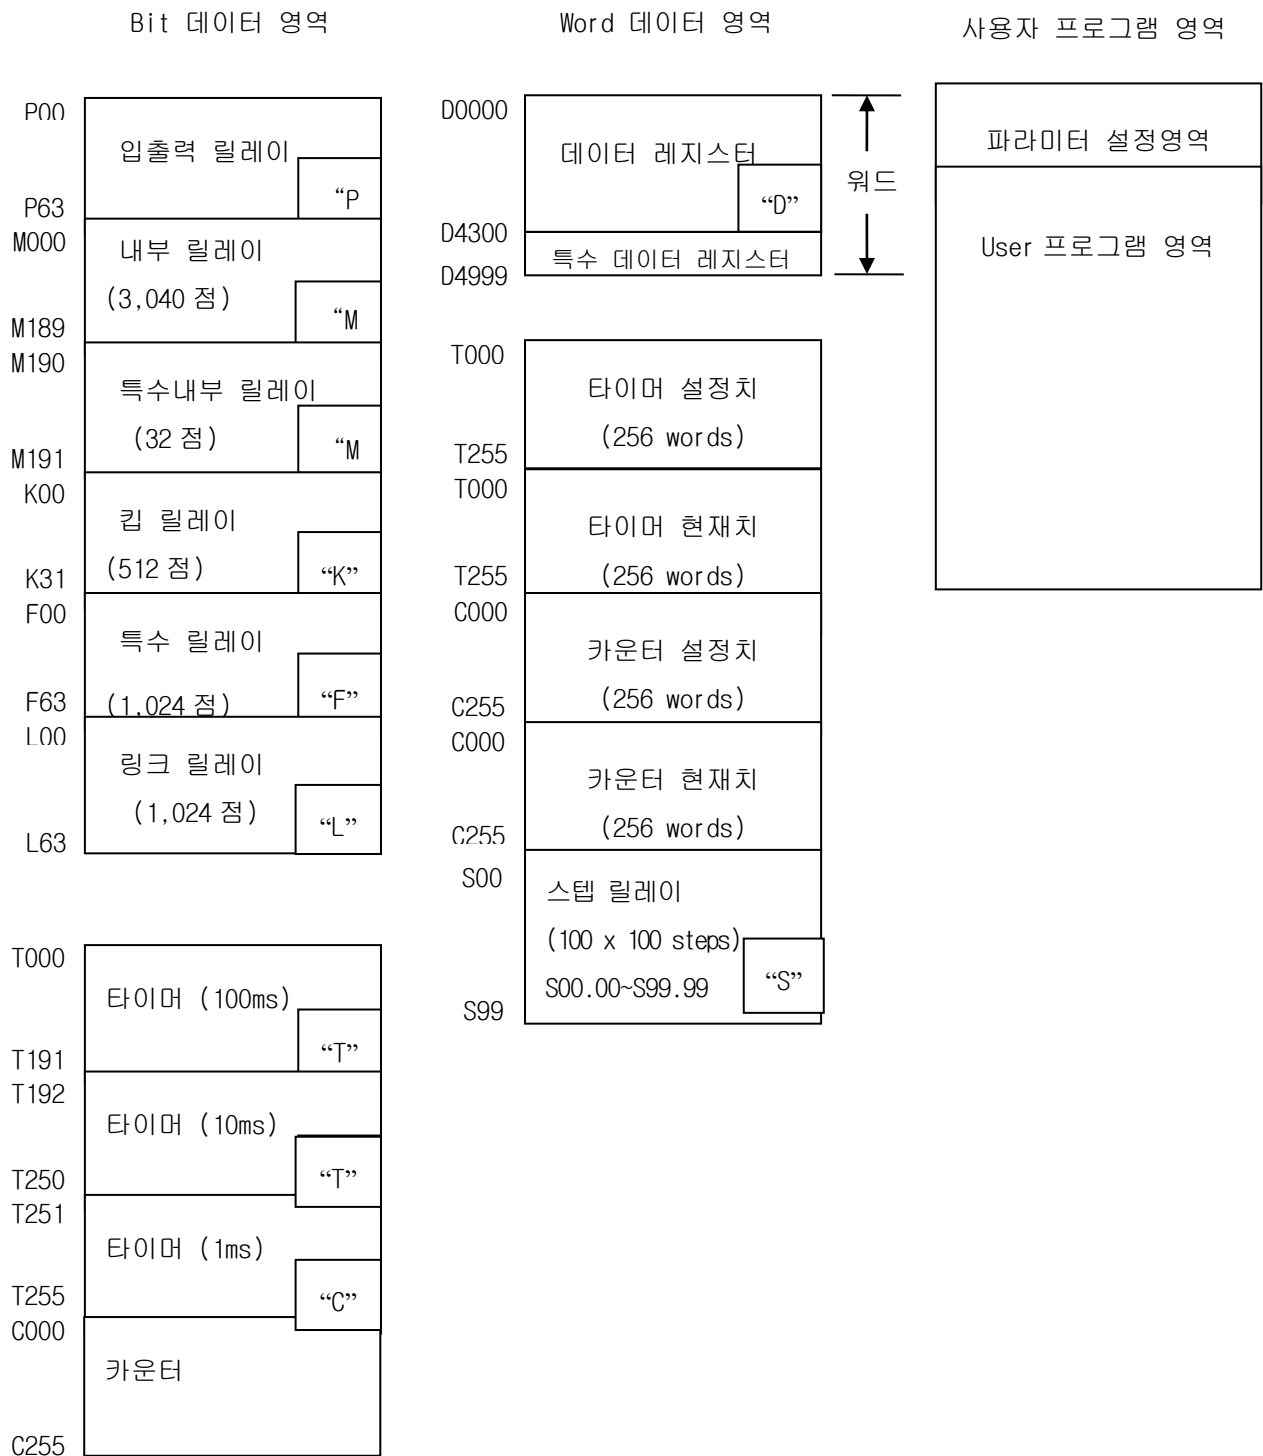 Bit 데이터 영역
P00
입출력 릴레이
“P
P63
M000
내부 릴레이
(3,040 점)
“M
M189
M190
특수내부 릴레이
(32 점)
“M
M191
K00
킵 릴레이
(512 점)
“K”
K31
F00
특수 릴레이
(1,024 점)
“F”
F63
L00
링크 릴레이
(1,024 점)
“L”
L63
T000
타이머 (100ms)
“T”
T191
T192
타이머 (10ms)
“T”
T250
T251
타이머 (1ms)
“C”
T255
C000
카운터
C255
Word 데이터 영역
D0000
데이터 레지스터
“D”
워드
D4300
특수 데이터 레지스터
D4999
T000
타이머 설정치
(256 words)
T255
T000
타이머 현재치
(256 words)
T255
C000
카운터 설정치
(256 words)
C255
C000
카운터 현재치
(256 words)
C255
S00
스텝 릴레이
(100 x 100 steps)
S00.00~S99.99
“S”
S99
사용자 프로그램 영역
파라미터 설정영역
User 프로그램 영역